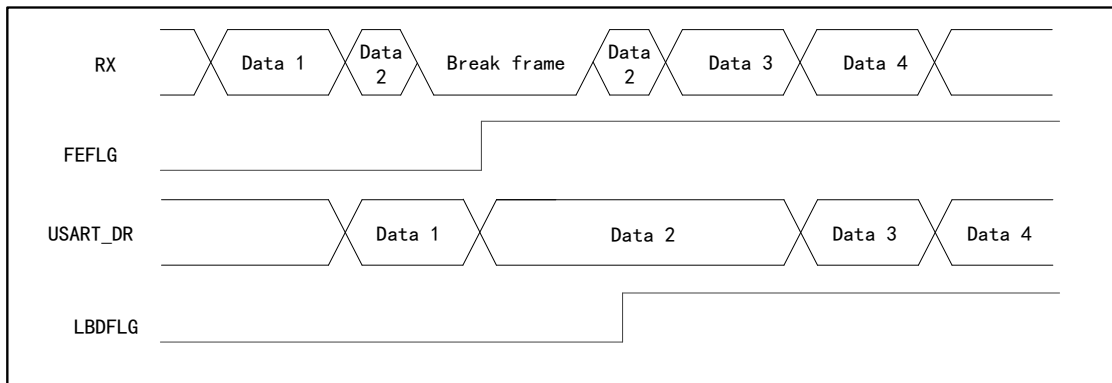 RX
Data 1
Data
2
Break frame
Data
2
Data 3
Data 4
FEFLG
USART_DR
Data 1
Data 2
Data 3
Data 4
LBDFLG